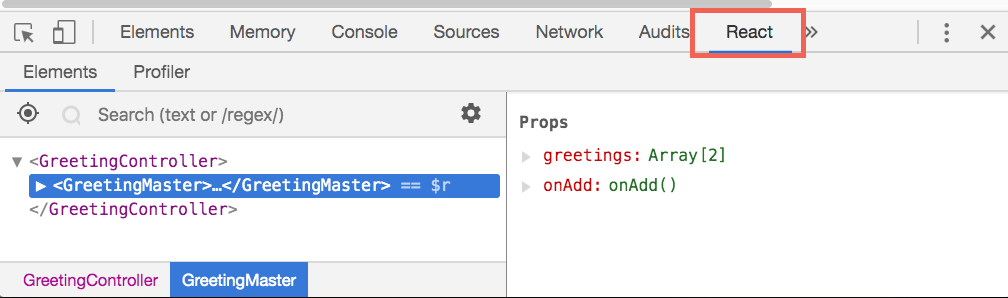 Elements Memory Console Sources Network Audits React »
Elements Profiler
Search (text or /regex/)
▼ <GreetingController>
▶ <GreetingMaster>…</GreetingMaster> == $r
</GreetingController>
GreetingController GreetingMaster
Props
▶ greetings: Array[2]
▶ onAdd: onAdd()